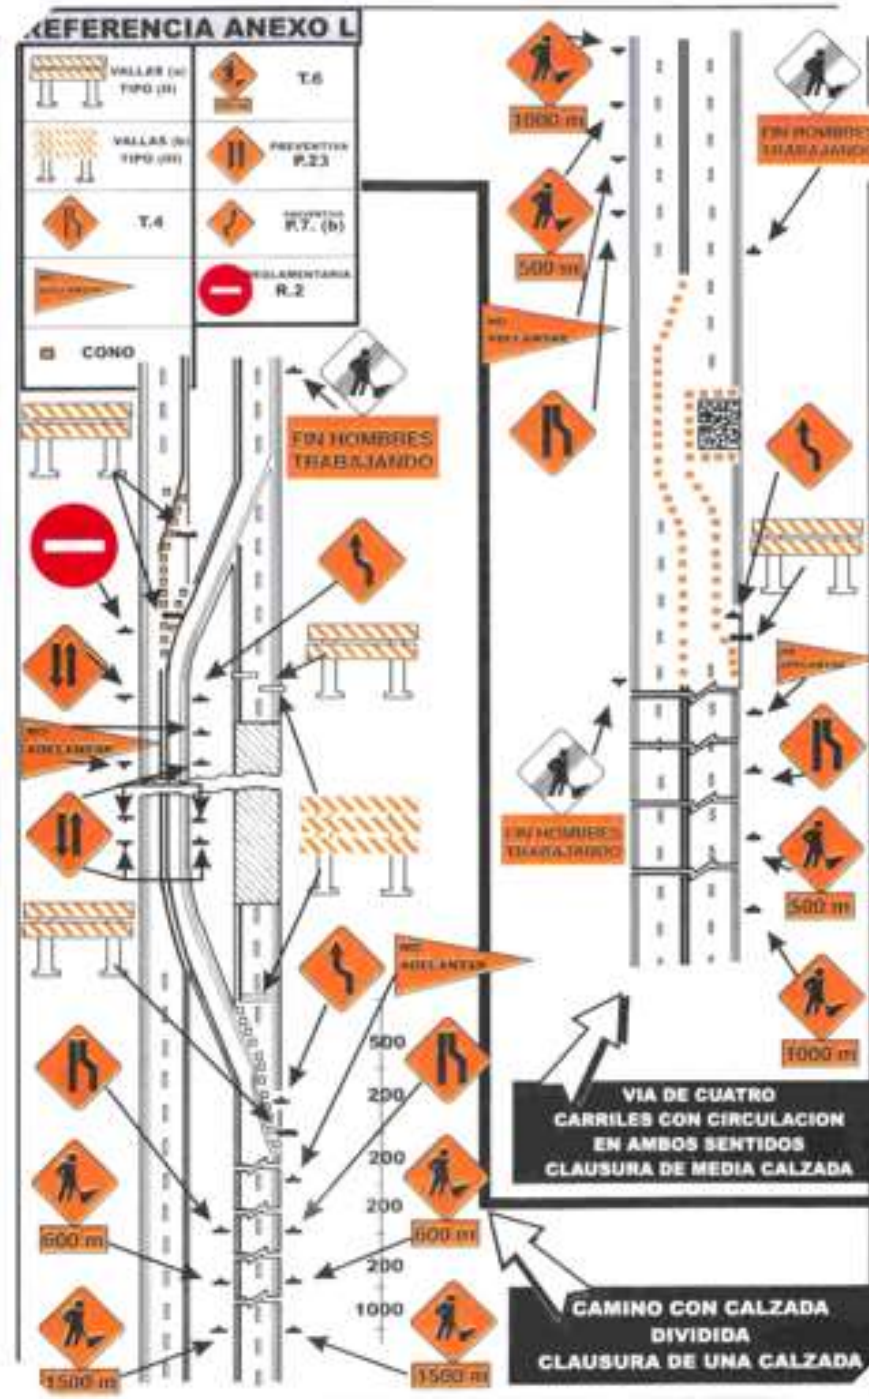 REFERENCIA ANEXO L
VALLAS (a)
TIPO (II)
T.6
VALLAS (b)
TIPO (III)
PREVENTIVA
P.23
T.4
PREVENTIVA
P.7. (b)
REGLAMENTARIA
R.2
CONO
FIN HOMBRES
TRABAJANDO
NO
ADELANTAR
NO
ADELANTAR
600 m
1500 m
600 m
1500 m
500
200
200
200
200
1000
1000 m
500 m
NO
ADELANTAR
FIN HOMBRES
TRABAJANDO
NO
ADELANTAR
FIN HOMBRES
TRABAJANDO
500 m
1000 m
VIA DE CUATRO
CARRILES CON CIRCULACION
EN AMBOS SENTIDOS
CLAUSURA DE MEDIA CALZADA
CAMINO CON CALZADA
DIVIDIDA
CLAUSURA DE UNA CALZADA